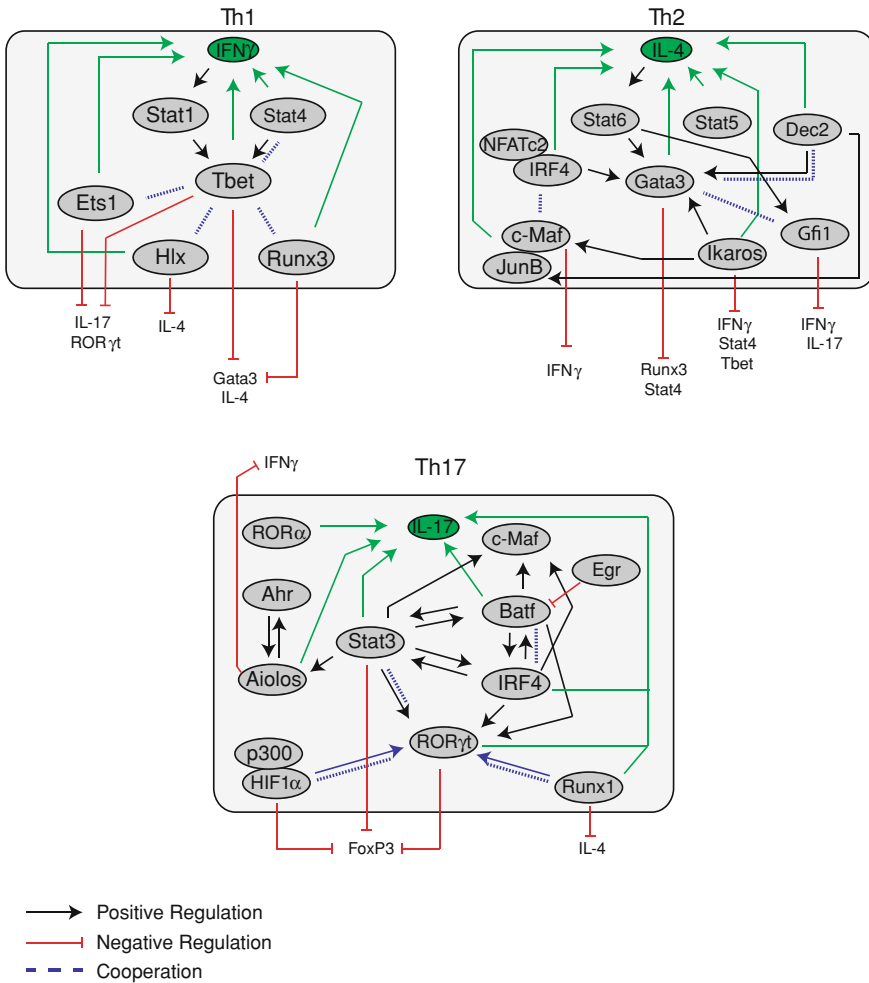 Th1
IFNγ
Stat1
Stat4
Tbet
Ets1
Hlx
Runx3
IL-17
RORγt
IL-4
Gata3
IL-4
Th2
IL-4
Stat6
Stat5
Dec2
NFATc2
IRF4
Gata3
c-Maf
JunB
Ikaros
Gfi1
IFNγ
Runx3
Stat4
IFNγ
Stat4
Tbet
IFNγ
IL-17
Th17
IFNγ
RORα
IL-17
c-Maf
Egr
Ahr
Batf
Stat3
Aiolos
IRF4
RORγt
p300
HIF1α
Runx1
FoxP3
IL-4
Positive Regulation
Negative Regulation
Cooperation